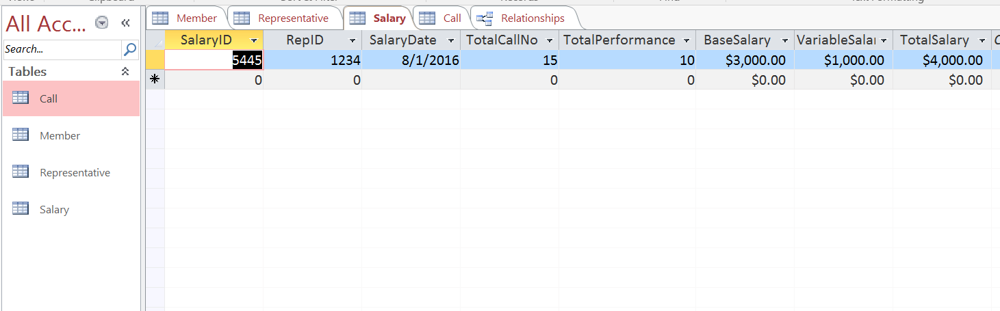 All Acc...
Search...
Tables
Call
Member
Representative
Salary
Member Representative Salary Call Relationships
SalaryID RepID SalaryDate TotalCallNo TotalPerformance BaseSalary VariableSalar TotalSalary
5445 1234 8/1/2016 15 10 $3,000.00 $1,000.00 $4,000.00
0 0 0 0 $0.00 $0.00 $0.00